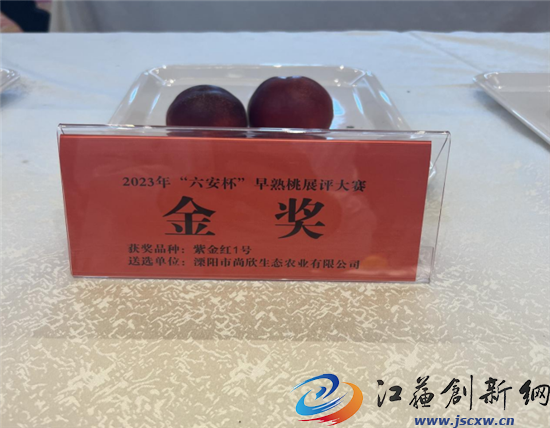 2023年“六安杯”早熟桃展评大赛
金 奖
获奖品种：紫金红1号
送选单位：溧阳市尚欣生态农业有限公司
江苏创新网
www.jscxw.cn